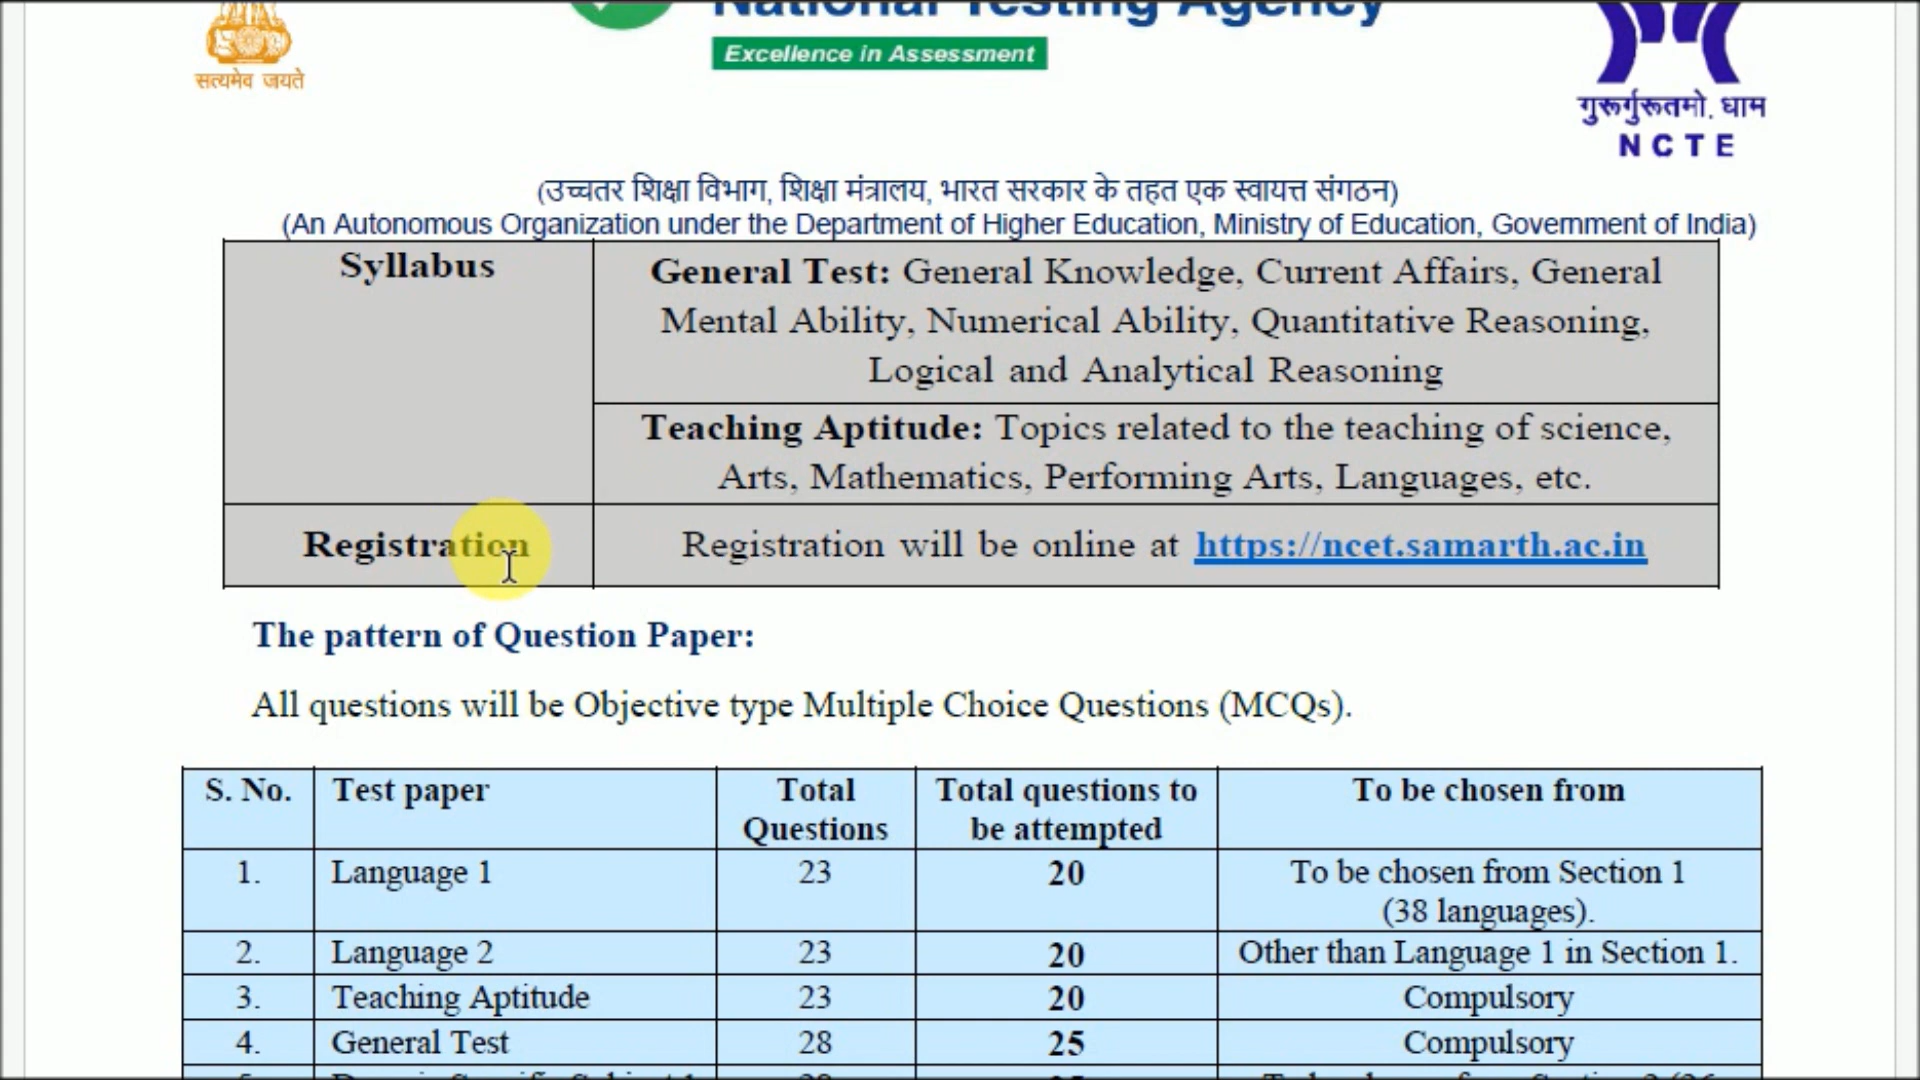 National Testing Agency
Excellence in Assessment
सत्यमेव जयते
गुरूर्गुरूतमो. धाम
NCTE
(उच्चतर शिक्षा विभाग, शिक्षा मंत्रालय, भारत सरकार के तहत एक स्वायत्त संगठन)
(An Autonomous Organization under the Department of Higher Education, Ministry of Education, Government of India)
Syllabus
General Test: General Knowledge, Current Affairs, General
Mental Ability, Numerical Ability, Quantitative Reasoning,
Logical and Analytical Reasoning
Teaching Aptitude: Topics related to the teaching of science,
Arts, Mathematics, Performing Arts, Languages, etc.
Registration
Registration will be online at https://ncet.samarth.ac.in
The pattern of Question Paper:
All questions will be Objective type Multiple Choice Questions (MCQs).
S. No. Test paper Total Questions Total questions to be attempted To be chosen from
1. Language 1 23 20 To be chosen from Section 1
(38 languages).
2. Language 2 23 20 Other than Language 1 in Section 1.
3. Teaching Aptitude 23 20 Compulsory
4. General Test 28 25 Compulsory